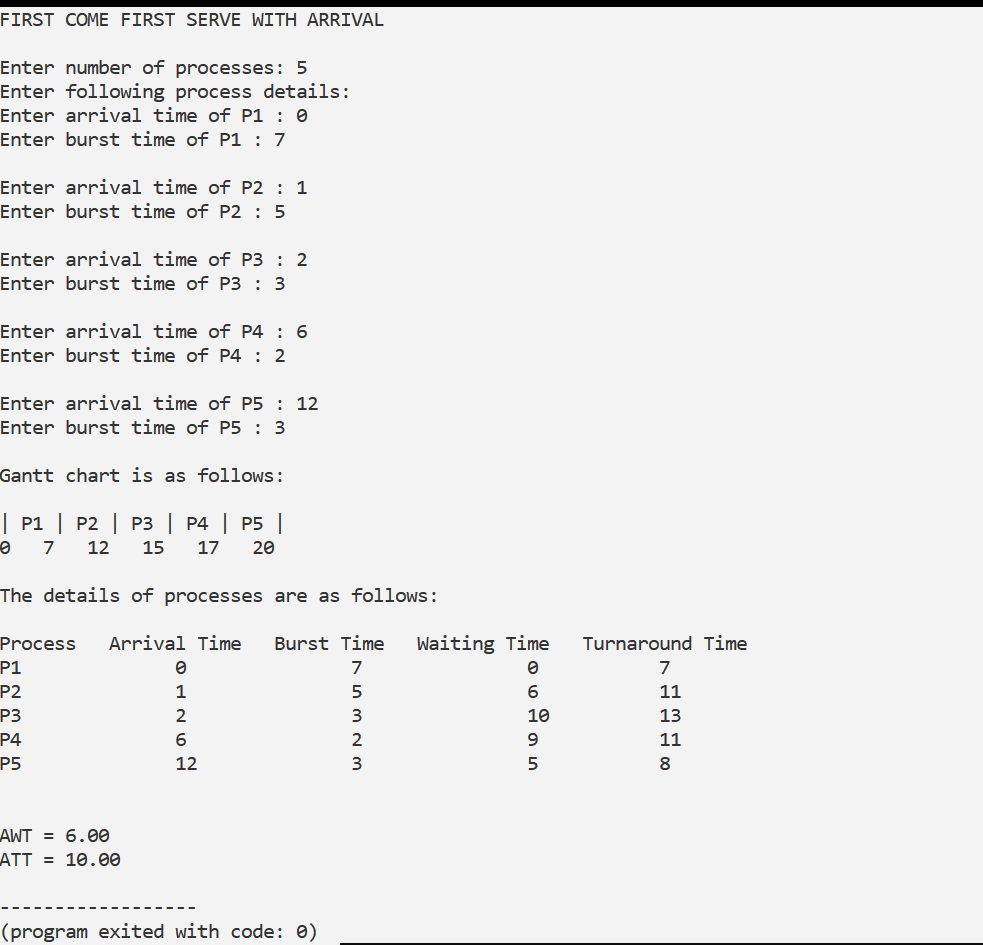 FIRST COME FIRST SERVE WITH ARRIVAL
Enter number of processes: 5
Enter following process details:
Enter arrival time of P1 : 0
Enter burst time of P1 : 7
Enter arrival time of P2 : 1
Enter burst time of P2 : 5
Enter arrival time of P3 : 2
Enter burst time of P3 : 3
Enter arrival time of P4 : 6
Enter burst time of P4 : 2
Enter arrival time of P5 : 12
Enter burst time of P5 : 3
Gantt chart is as follows:
| P1 | P2 | P3 | P4 | P5 |
0   7   12   15   17   20
The details of processes are as follows:
Process   Arrival Time   Burst Time   Waiting Time   Turnaround Time
P1              0               7               0           7
P2              1               5               6           11
P3              2               3               10          13
P4              6               2               9           11
P5              12              3               5           8
AWT = 6.00
ATT = 10.00
------------------
(program exited with code: 0)